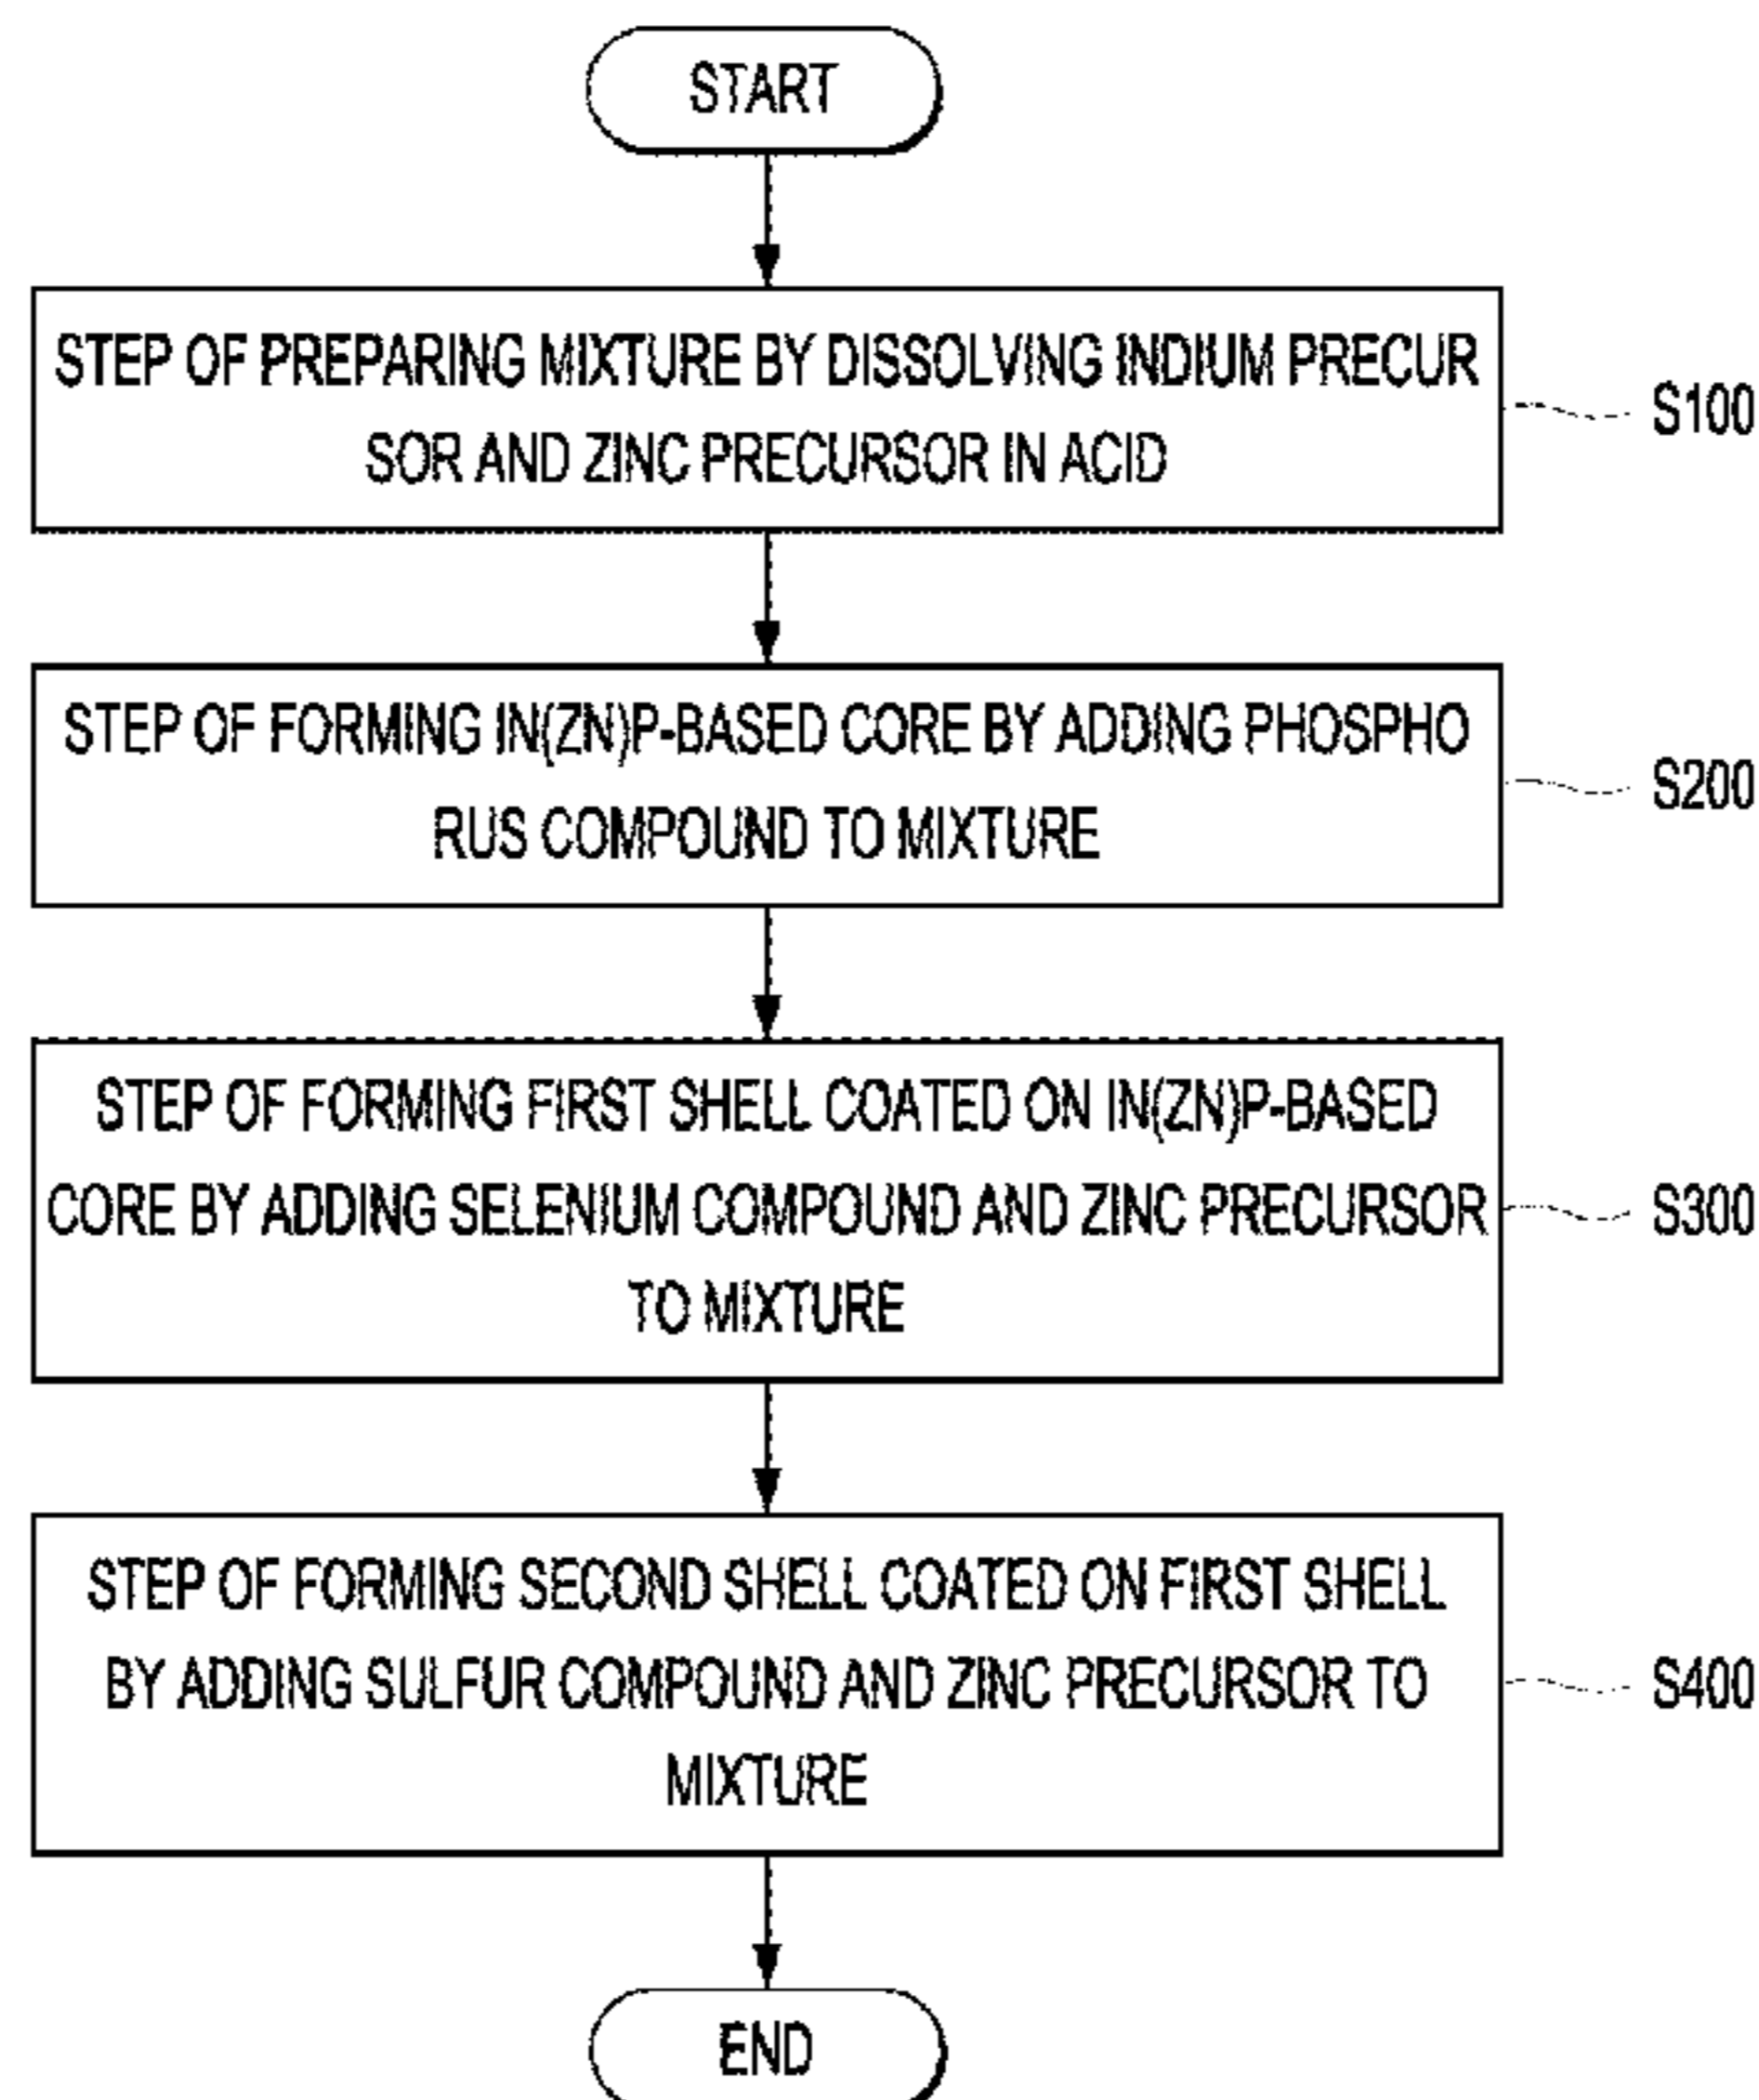 START
STEP OF PREPARING MIXTURE BY DISSOLVING INDIUM PRECUR
SOR AND ZINC PRECURSOR IN ACID
S100
STEP OF FORMING IN(ZN)P-BASED CORE BY ADDING PHOSPHO
RUS COMPOUND TO MIXTURE
S200
STEP OF FORMING FIRST SHELL COATED ON IN(ZN)P-BASED
CORE BY ADDING SELENIUM COMPOUND AND ZINC PRECURSOR
TO MIXTURE
S300
STEP OF FORMING SECOND SHELL COATED ON FIRST SHELL
BY ADDING SULFUR COMPOUND AND ZINC PRECURSOR TO
MIXTURE
S400
END